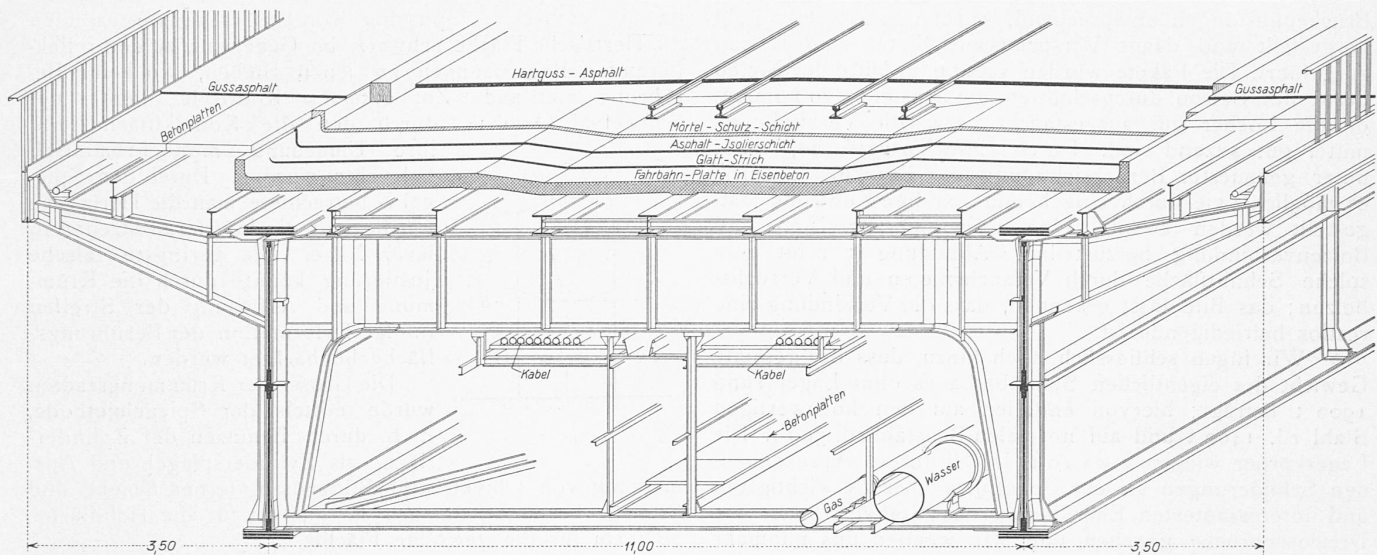 Hartguss - Asphalt
Gussasphalt
Gussasphalt
Betonplatten
Mörtel - Schutz - Schicht
Asphalt - Isolierschicht
Glatt - Strich
Fahrbahn - Platte in Eisenbeton
Kabel
Kabel
Betonplatten
Gas
Wasser
3,50
11,00
3,50